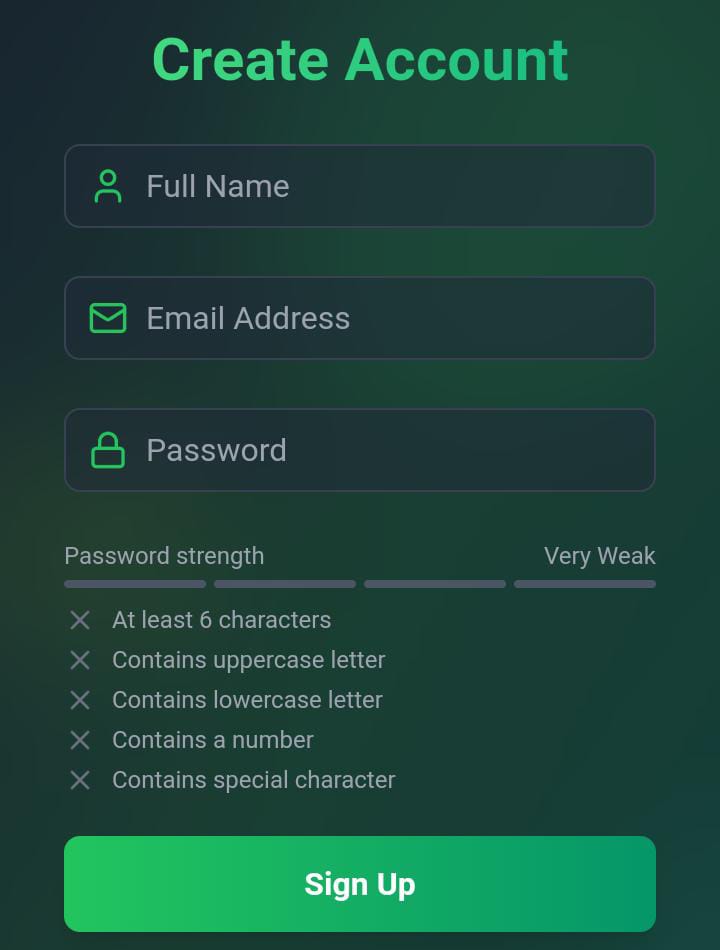 Create Account
Full Name
Email Address
Password
Password strength Very Weak
At least 6 characters
Contains uppercase letter
Contains lowercase letter
Contains a number
Contains special character
Sign Up